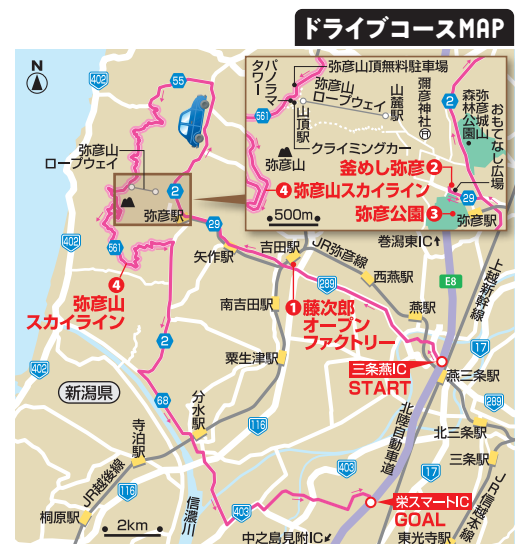 ドライブコースMAP
N
402
55
2
561
弥彦山
ロープウェイ
2
弥彦駅
29
矢作駅
吉田駅
JR弥彦線
西燕駅
燕駅
289
南吉田駅
粟生津駅
402
561
❹
弥彦山
スカイライン
2
68
❶藤次郎
オープン
ファクトリー
三条燕IC
START
燕三条駅
17
289
北三条駅
三条駅
17
JR信越本線
東光寺駅
上越新幹線
E8
巻潟東IC
北陸自動車道
新潟県
分水駅
寺泊駅
JR越後線
桐原駅
116
116
信濃川
403
403
栄スマートIC
GOAL
中之島見附IC
2km
パノラマ
タワー
弥彦山頂無料駐車場
弥彦山
ロープウェイ
山頂駅
山麓駅
彌彦神社
クライミングカー
弥彦山
561
2
弥彦城山
森林公園
おもてなし広場
釜めし弥彦❷
29
❹弥彦山スカイライン
弥彦公園❸
弥彦駅
500m